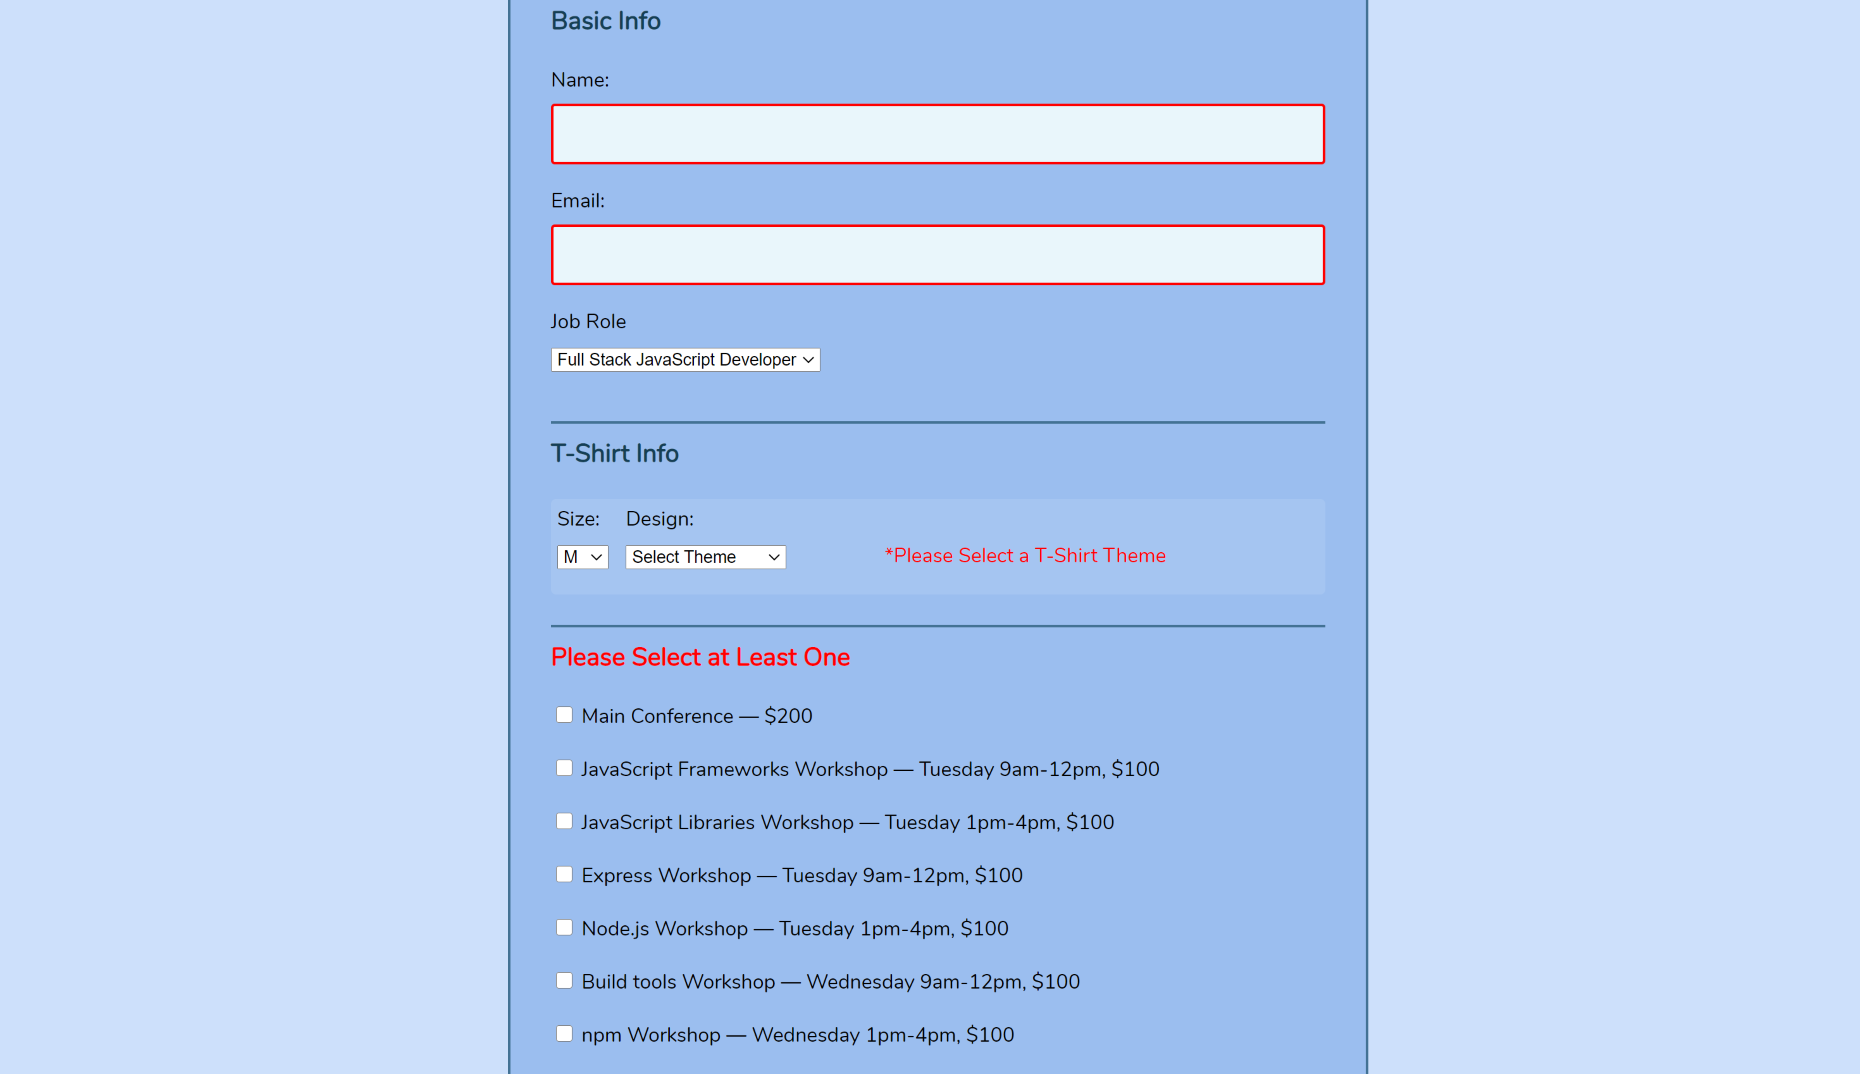 Basic Info
Name:
Email:
Job Role
Full Stack JavaScript Developer
T-Shirt Info
Size: Design:
M Select Theme *Please Select a T-Shirt Theme
Please Select at Least One
Main Conference — $200
JavaScript Frameworks Workshop — Tuesday 9am-12pm, $100
JavaScript Libraries Workshop — Tuesday 1pm-4pm, $100
Express Workshop — Tuesday 9am-12pm, $100
Node.js Workshop — Tuesday 1pm-4pm, $100
Build tools Workshop — Wednesday 9am-12pm, $100
npm Workshop — Wednesday 1pm-4pm, $100